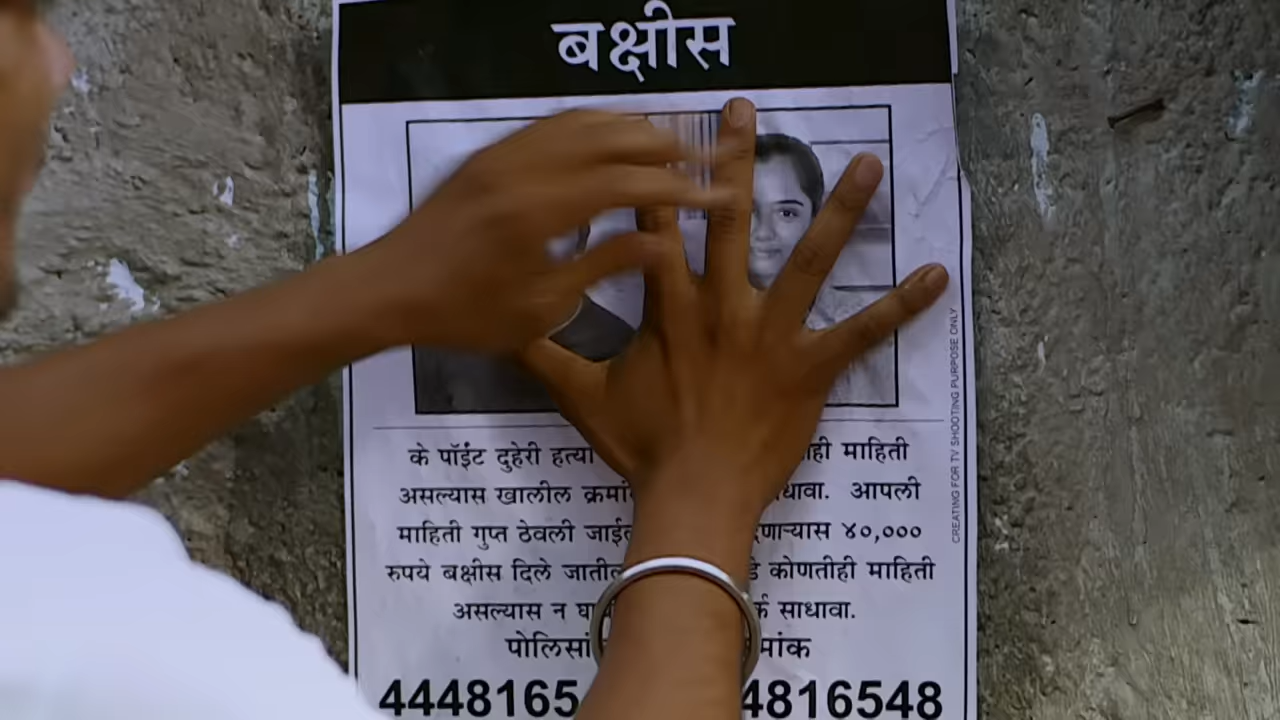 बक्षीस
के पॉईंट दुहेरी हत्या माहिती
असल्यास खालील आपली
माहिती गुप्त ठेवली ४०,०००
रुपये बक्षीस दिले कोणतीही माहिती
असल्यास न साधावा.
4448165 4816548
CREATING FOR TV SHOOTING PURPOSE ONLY